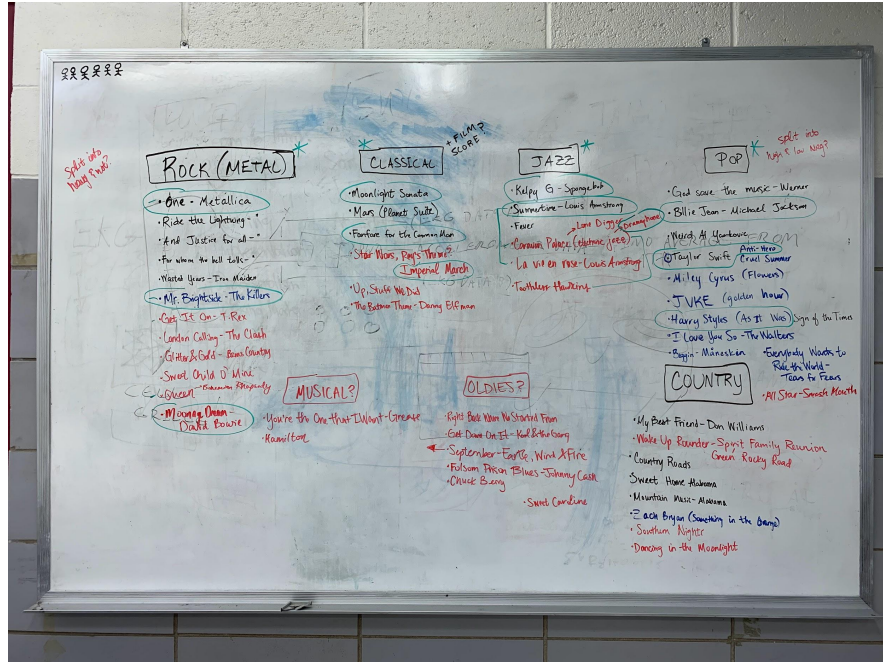 Split into
heavy & not?
ROCK (METAL)
• One - Metallica
• Ride the Lightning - "
• And Justice for all - "
• For whom the bell tolls - "
• Wasted Years - Iron Maiden
• Mr. Brightside - The Killers
• Get It On - T-Rex
• London Calling - The Clash
• Glitter & Gold -
• Sweet Child O' Mine
Queen - Bohemian Rhapsody
• Moonage Dream -
David Bowie
+ FILM?
SCORE
CLASSICAL
• Moonlight Sonata
• Mars (Planet Suite)
• Fanfare for the Common Man
• Star Wars, Rey's Theme?
Imperial March
• Up, Stuff We Did
• The Batman Theme - Danny Elfman
JAZZ
• Kelpy G - Spongebob
• Summertime - Louis Armstrong
• Fever
Lone Digger
• Caravan Palace (electronic jazz)
• La vie en rose - Louis Armstrong
• Toothless Hawkins
split into
high & low Neg?
POP
• God save the music - Werner
• Billie Jean - Michael Jackson
• Weird Al Yankovic
Anti-Hero
• Taylor Swift
Cruel Summer
• Miley Cyrus (Flowers)
• JVKE (golden hour)
• Harry Styles (As It Was) Sign of the Times
• I Love You So - The Walters
• Beggin - Måneskin
• Everybody Wants to
Rule the World -
Tears for Fears
• All Star - Smash Mouth
MUSICAL?
• You're the One that I Want - Grease
• Hamilton
OLDIES?
• Right Back Where We Started From
• Get Down On It - Kool & the Gang
• September - Earth, Wind & Fire
• Folsom Prison Blues - Johnny Cash
• Chuck Berry
• Sweet Caroline
COUNTRY
• My Best Friend - Don Williams
• Wake Up Rounder - Spirit Family Reunion
Green Rocky Road
• Country Roads
Sweet Home Alabama
• Mountain Music - Alabama
• Zach Bryan (Something in the Orange)
• Southern Nights
• Dancing in the Moonlight